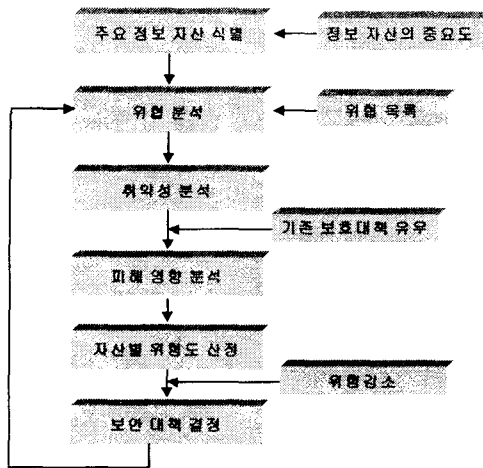 주요 정보 자산 식별
정보 자산의 중요도
위협 분석
위협 목록
취약성 분석
기존 보호대책 유무
피해 영향 분석
자산별 위험도 산정
위험감소
보안 대책 결정